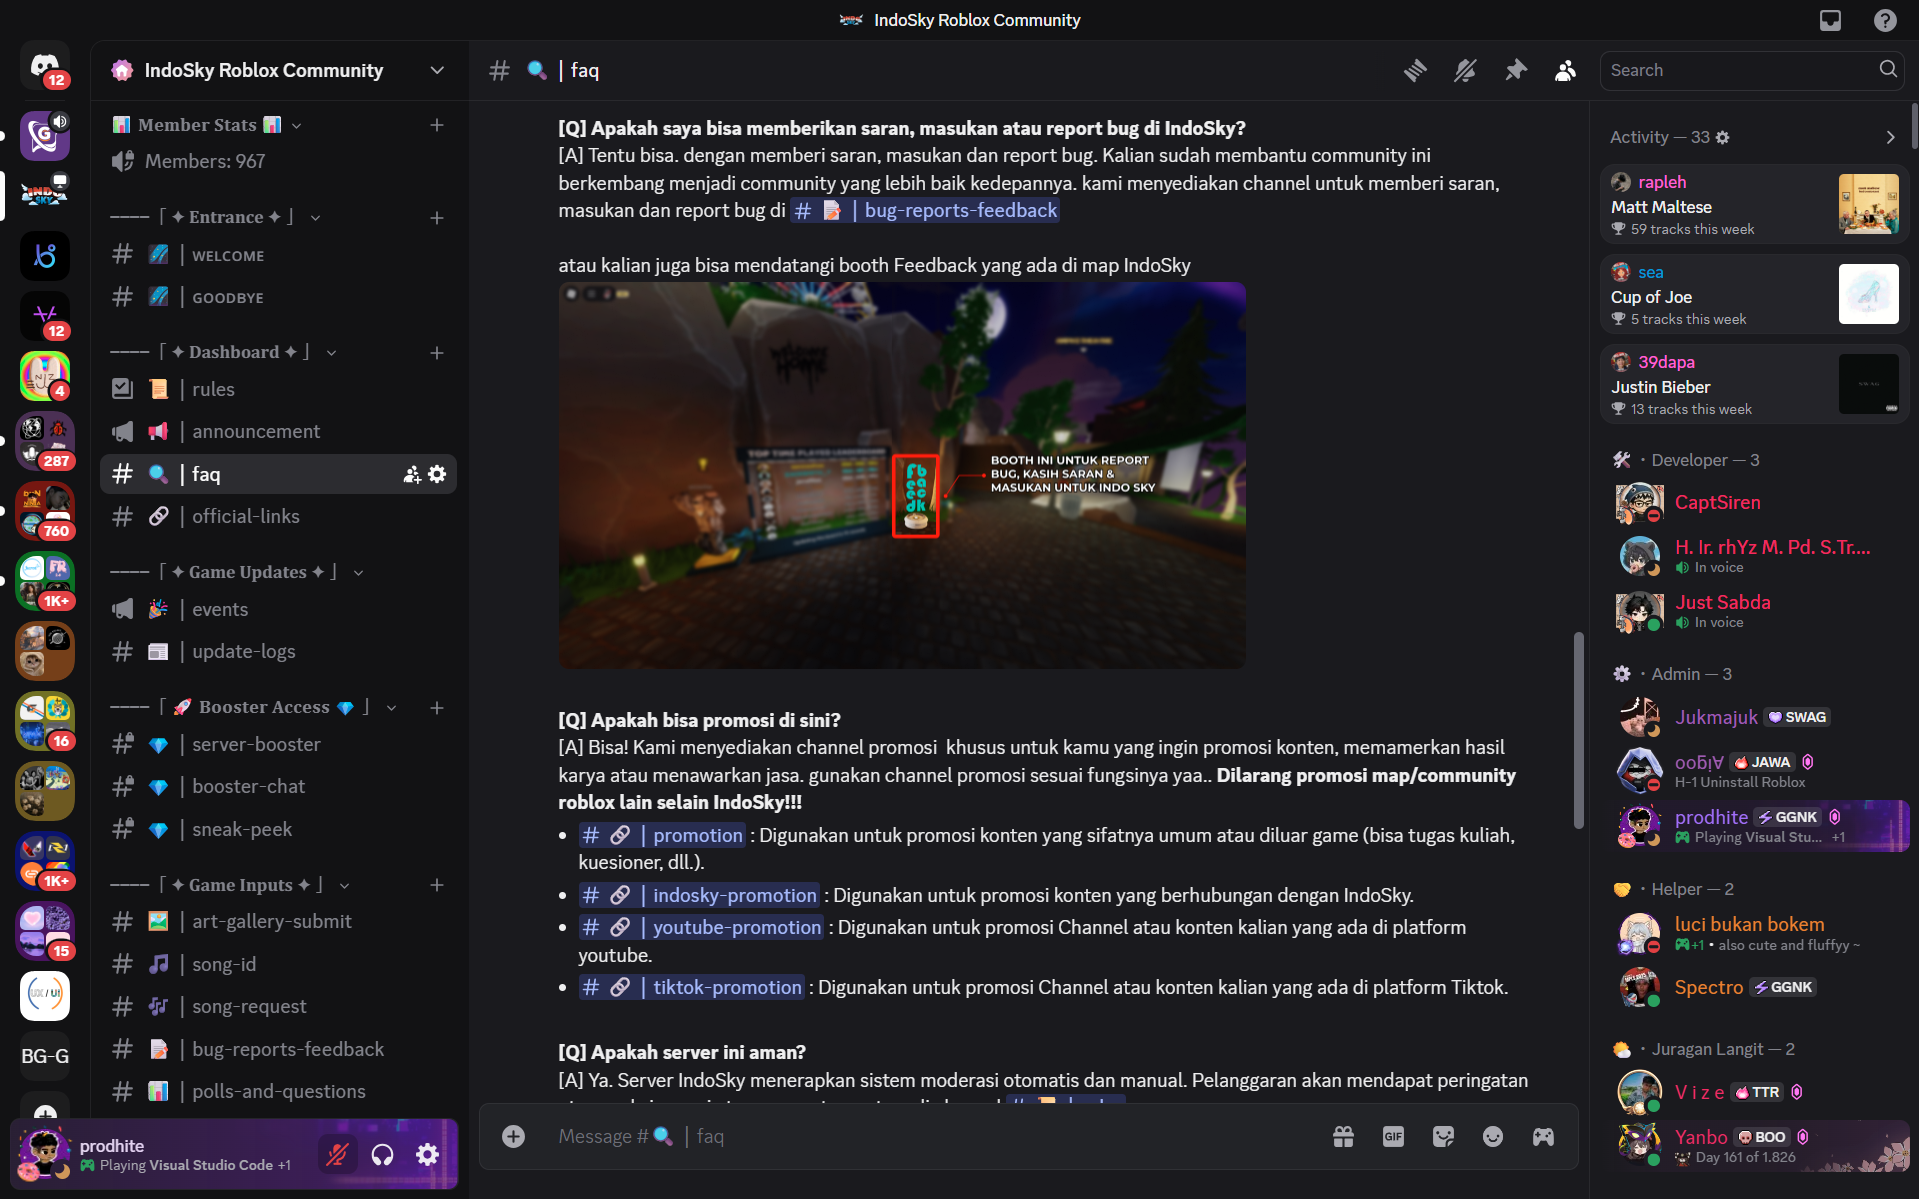 IndoSky Roblox Community
12
IndoSky Roblox Community
# | faq
Search
Member Stats
Members: 967
---- 「 ✦ Entrance ✦ 」
# | WELCOME
# | GOODBYE
---- 「 ✦ Dashboard ✦ 」
| rules
| announcement
# | faq
# | official-links
---- 「 ✦ Game Updates ✦ 」
| events
# | update-logs
---- 「 Booster Access 」
# | server-booster
# | booster-chat
# | sneak-peek
---- 「 ✦ Game Inputs ✦ 」
# | art-gallery-submit
# | song-id
# | song-request
# | bug-reports-feedback
# | polls-and-questions
INDO SKY
12
4
287
760
FR
1K+
16
1K+
15
UX / UI
BG-G
prodhite
Playing Visual Studio Code +1
[Q] Apakah saya bisa memberikan saran, masukan atau report bug di IndoSky?
[A] Tentu bisa. dengan memberi saran, masukan dan report bug. Kalian sudah membantu community ini
berkembang menjadi community yang lebih baik kedepannya. kami menyediakan channel untuk memberi saran,
masukan dan report bug di # | bug-reports-feedback
atau kalian juga bisa mendatangi booth Feedback yang ada di map IndoSky
TOP TIME PLAYED LEADERBOARD
feedback
BOOTH INI UNTUK REPORT
BUG, KASIH SARAN &
MASUKAN UNTUK INDO SKY
[Q] Apakah bisa promosi di sini?
[A] Bisa! Kami menyediakan channel promosi khusus untuk kamu yang ingin promosi konten, memamerkan hasil
karya atau menawarkan jasa. gunakan channel promosi sesuai fungsinya yaa.. Dilarang promosi map/community
roblox lain selain IndoSky!!!
• # | promotion : Digunakan untuk promosi konten yang sifatnya umum atau diluar game (bisa tugas kuliah,
kuesioner, dll.).
• # | indosky-promotion : Digunakan untuk promosi konten yang berhubungan dengan IndoSky.
• # | youtube-promotion : Digunakan untuk promosi Channel atau konten kalian yang ada di platform
youtube.
• # | tiktok-promotion : Digunakan untuk promosi Channel atau konten kalian yang ada di platform Tiktok.
[Q] Apakah server ini aman?
[A] Ya. Server IndoSky menerapkan sistem moderasi otomatis dan manual. Pelanggaran akan mendapat peringatan
Message # | faq
GIF
Activity — 33
rapleh
Matt Maltese
59 tracks this week
sea
Cup of Joe
5 tracks this week
39dapa
Justin Bieber
13 tracks this week
SWAG
· Developer — 3
CaptSiren
H. Ir. rhYz M. Pd. S.Tr....
In voice
Just Sabda
In voice
· Admin — 3
Jukmajuk SWAG
JAWA
H-1 Uninstall Roblox
prodhite GGNK
Playing Visual Stu... +1
· Helper — 2
luci bukan bokem
+1 • also cute and fluffyy ~
Spectro GGNK
· Juragan Langit — 2
V i z e TTR
Yanbo BOO
Day 161 of 1.826